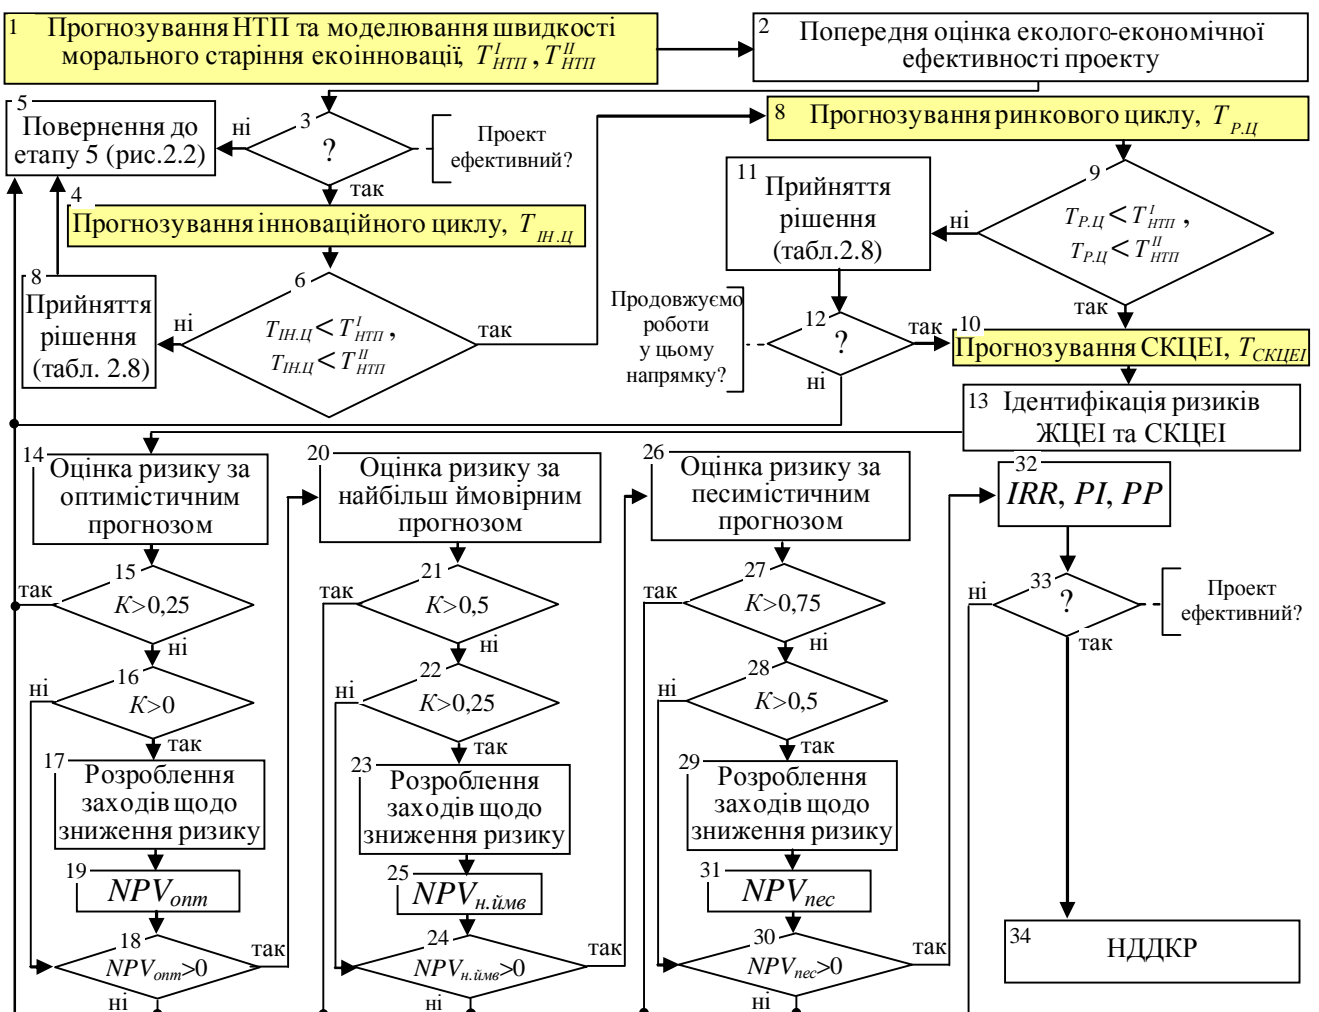 1 Прогнозування НТП та моделювання швидкості
морального старіння екоінновації, T^I_НТП, T^II_НТП
2 Попередня оцінка еколого-економічної
ефективності проекту
3
?
Проект
ефективний?
ні
так
5
Повернення до
етапу 5 (рис.2.2)
4
Прогнозування інноваційного циклу, T_ІН.Ц
6
T_ІН.Ц < T^I_НТП,
T_ІН.Ц < T^II_НТП
ні
так
8
Прийняття
рішення
(табл. 2.8)
8 Прогнозування ринкового циклу, T_Р.Ц
9
T_Р.Ц < T^I_НТП,
T_Р.Ц < T^II_НТП
ні
так
11
Прийняття
рішення
(табл.2.8)
12
?
Продовжуємо
роботи
у цьому
напрямку?
так
ні
10
Прогнозування СКЦЕІ, T_СКЦЕІ
13 Ідентифікація ризиків
ЖЦЕІ та СКЦЕІ
14
Оцінка ризику за
оптимістичним
прогнозом
15
K>0,25
так
ні
16
K>0
ні
так
17
Розроблення
заходів щодо
зниження ризику
19
NPV_опт
18
NPV_опт>0
так
ні
20
Оцінка ризику за
найбільш ймовірним
прогнозом
21
K>0,5
так
ні
22
K>0,25
ні
так
23
Розроблення
заходів щодо
зниження ризику
25
NPV_н.ймв
24
NPV_н.ймв>0
так
ні
26
Оцінка ризику за
песимістичним
прогнозом
27
K>0,75
так
ні
28
K>0,5
ні
так
29
Розроблення
заходів щодо
зниження ризику
31
NPV_пес
30
NPV_пес>0
так
ні
32
IRR, PI, PP
33
?
Проект
ефективний?
ні
так
34
НДДКР